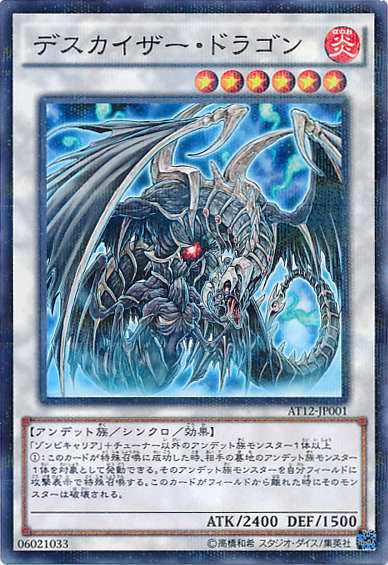 デスカイザー・ドラゴン
炎
AT12-JP001
【アンデット族/シンクロ/効果】
「ゾンビキャリア」+チューナー以外のアンデット族モンスター1体以上
①:このカードが特殊召喚に成功した時、相手の墓地のアンデット族モンスター
1体を対象として発動できる。そのアンデット族モンスターを自分フィールドに
攻撃表示で特殊召喚する。このカードがフィールドから離れた時にそのモン
スターは破壊される。
ATK/2400 DEF/1500
06021033
©高橋和希 スタジオ・ダイス/集英社